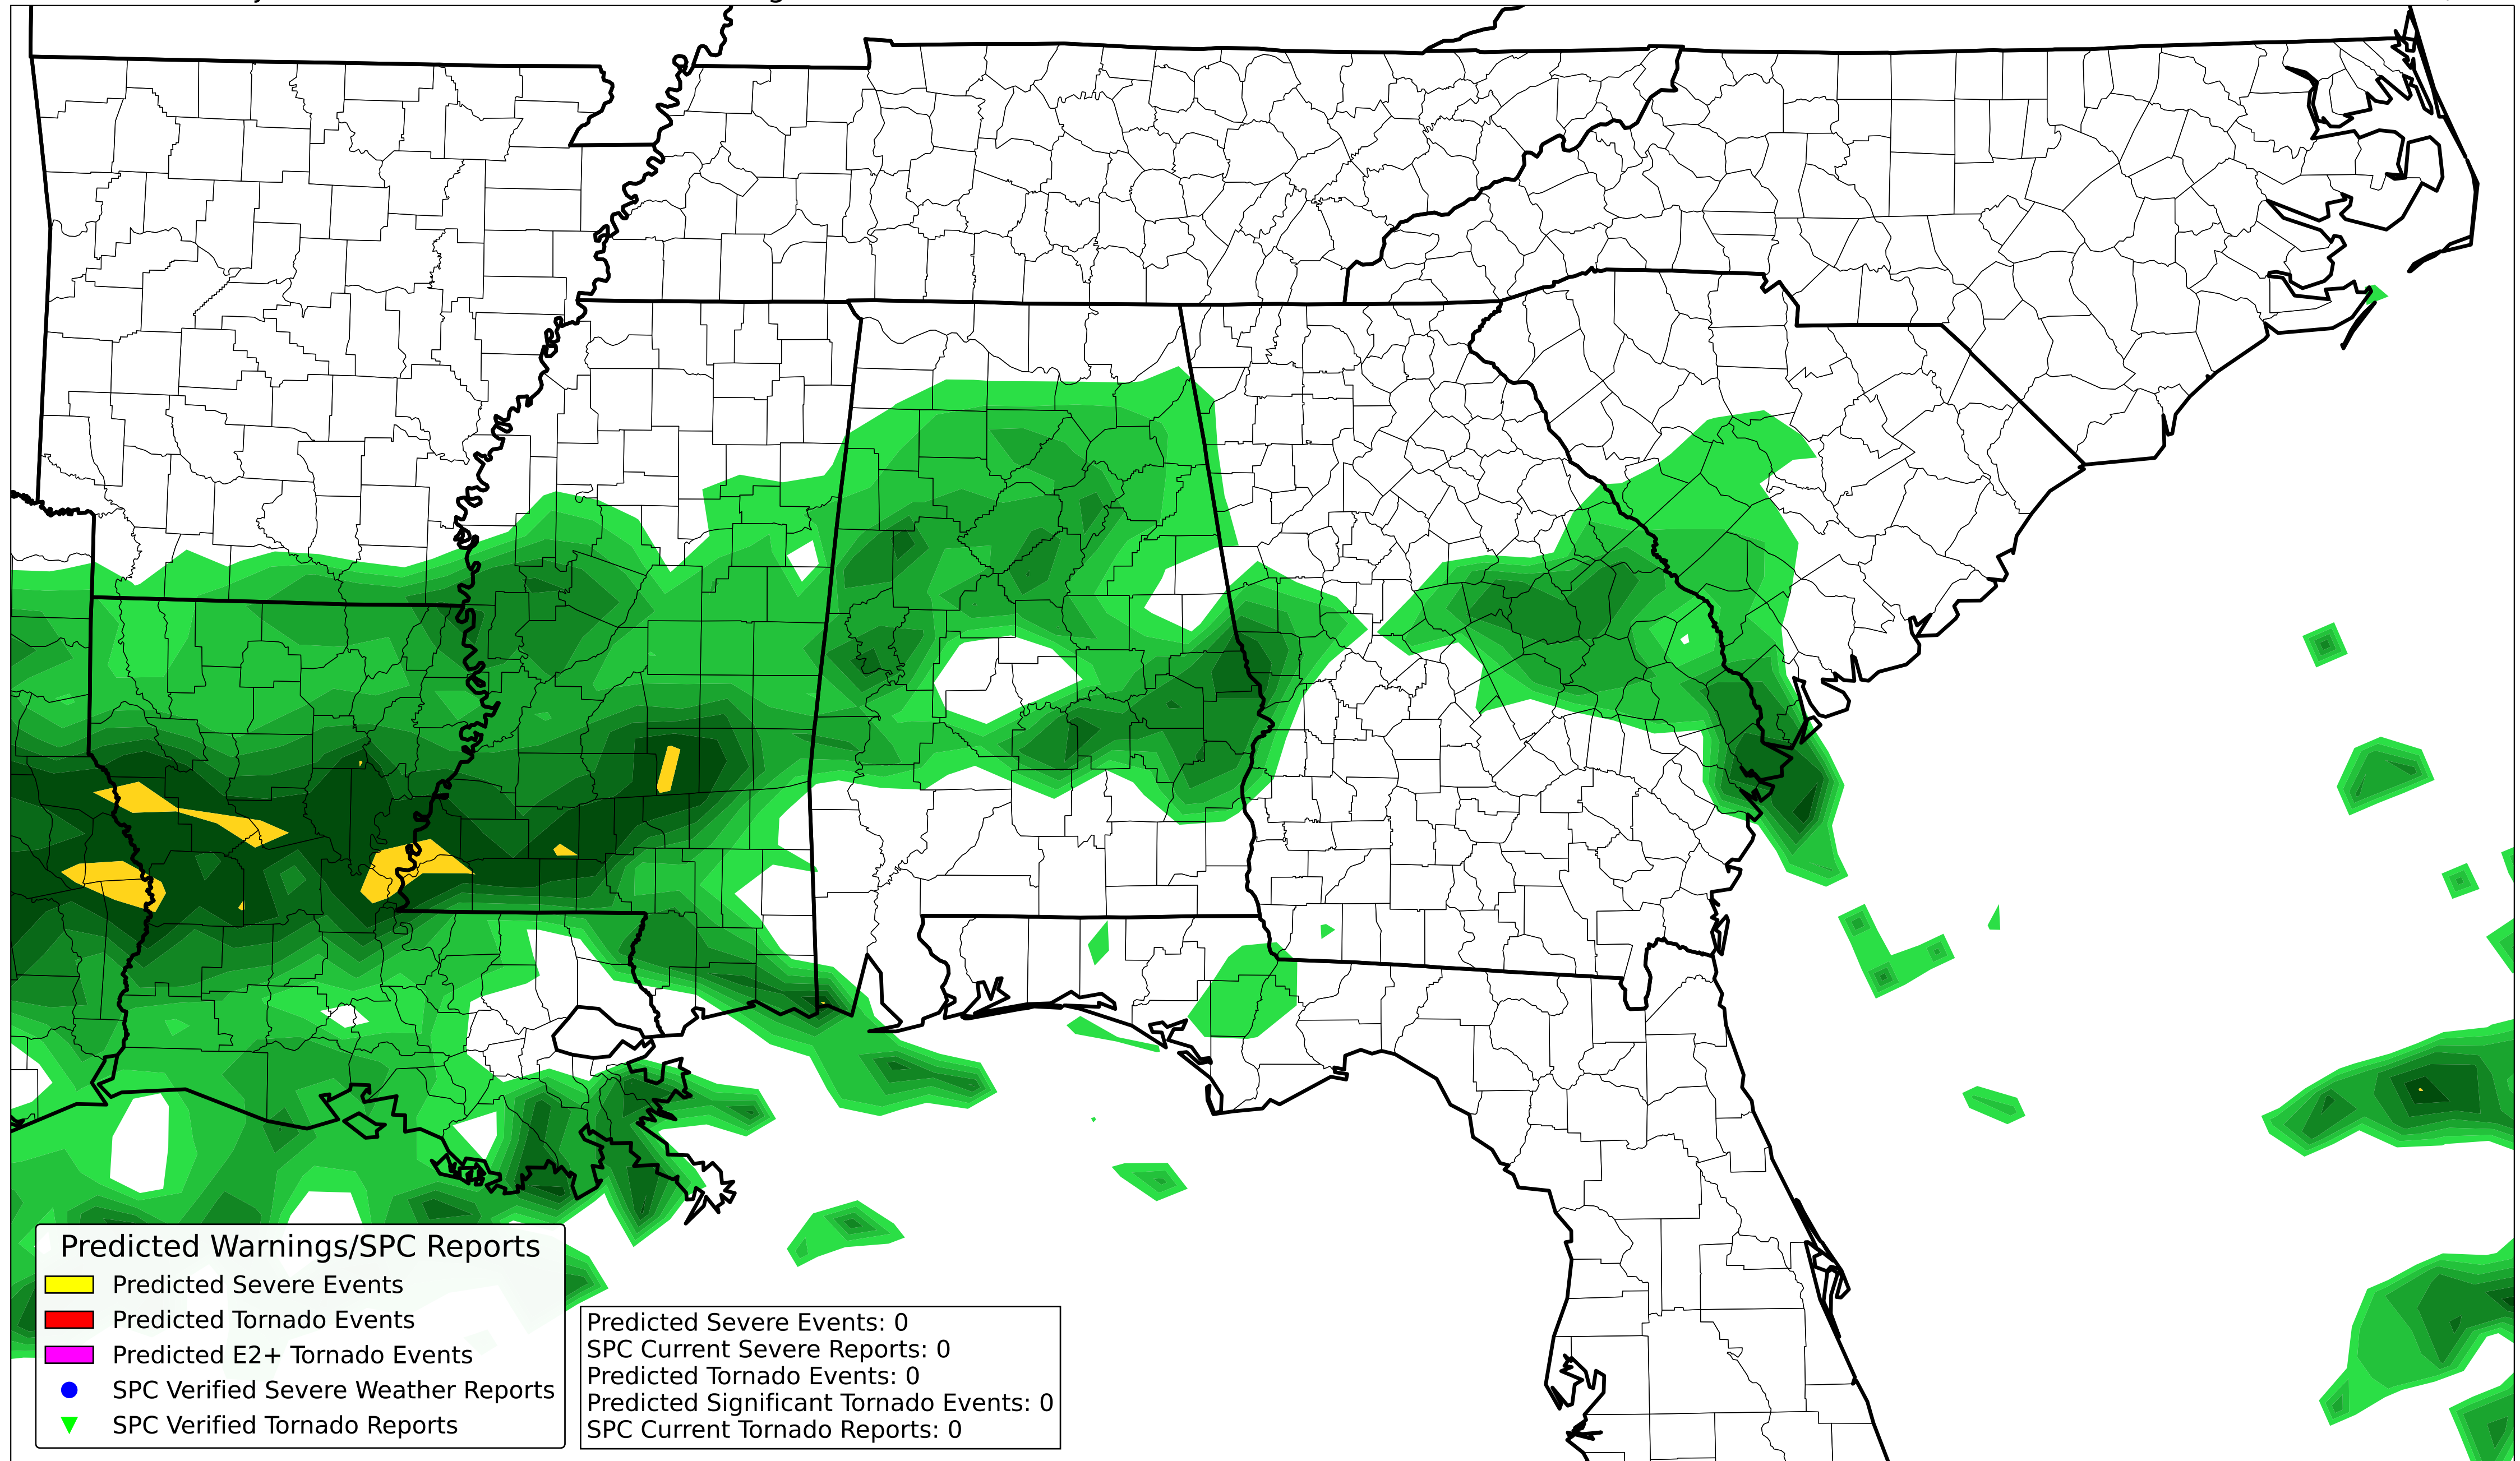 Predicted Warnings/SPC Reports
Predicted Severe Events
Predicted Tornado Events
Predicted E2+ Tornado Events
SPC Verified Severe Weather Reports
SPC Verified Tornado Reports
Predicted Severe Events: 0
SPC Current Severe Reports: 0
Predicted Tornado Events: 0
Predicted Significant Tornado Events: 0
SPC Current Tornado Reports: 0